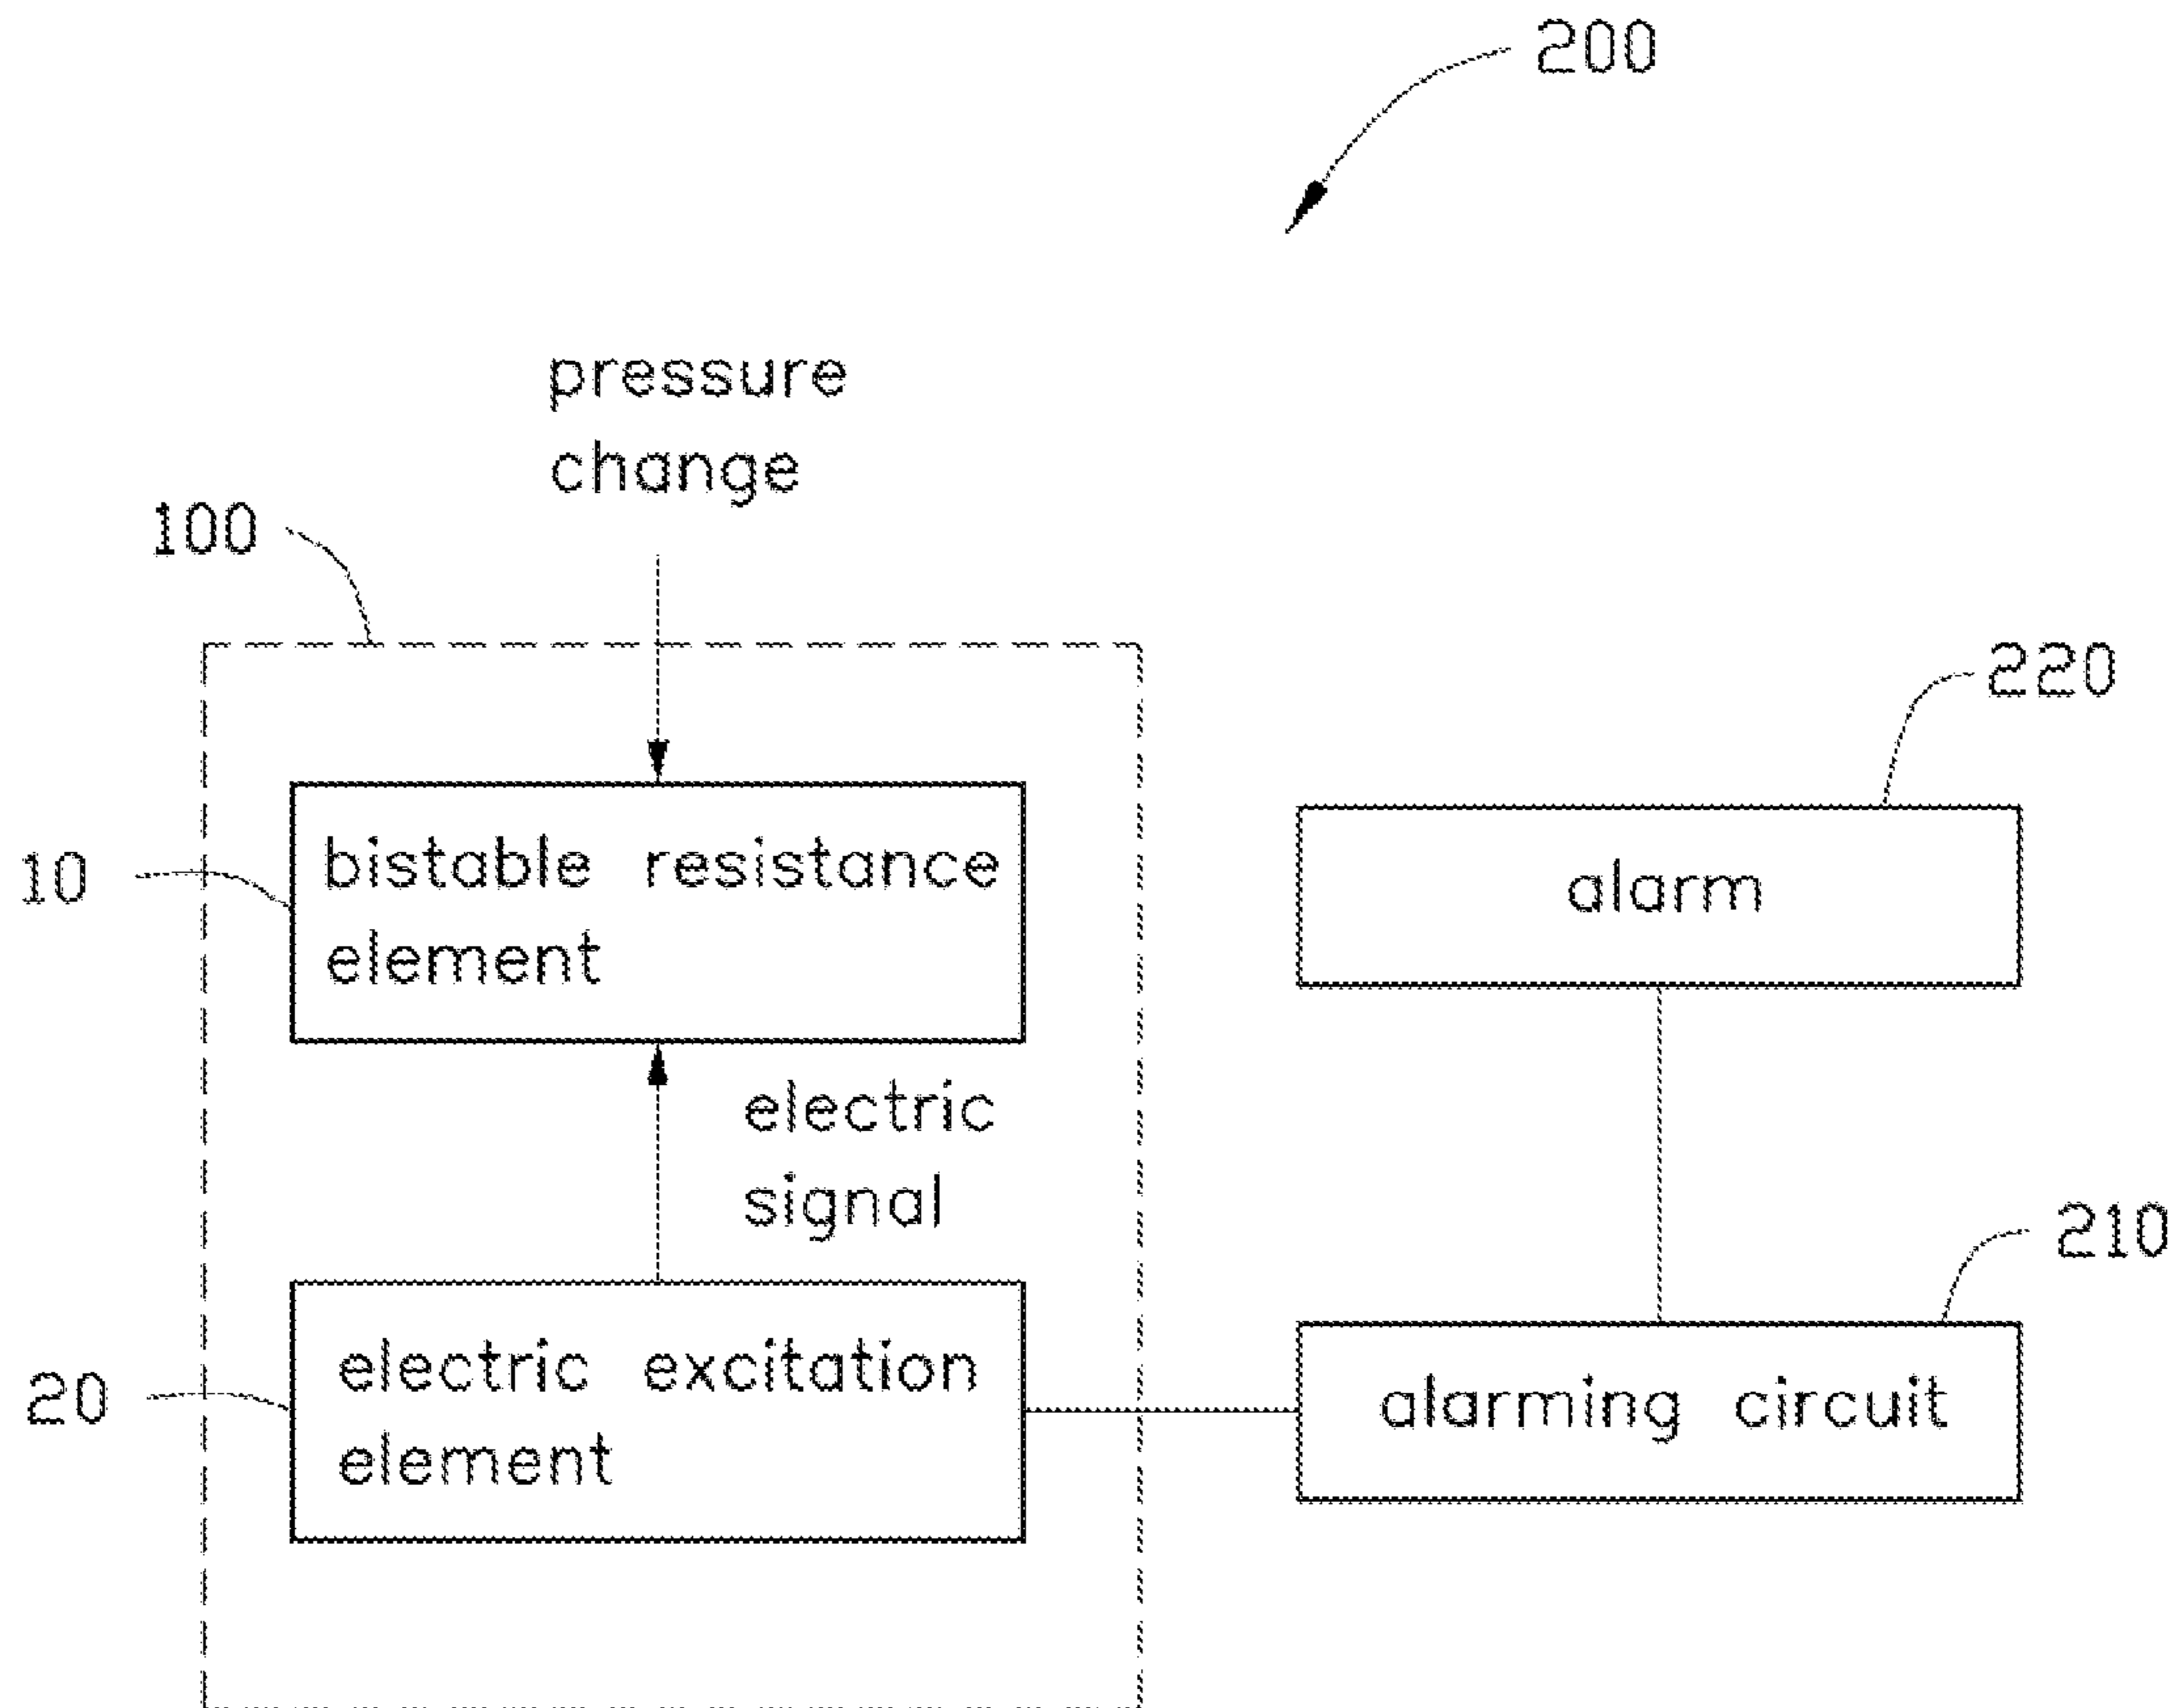 200
pressure
change
100
220
10
bistable resistance
element
alarm
electric
signal
210
20
electric excitation
element
alarming circuit